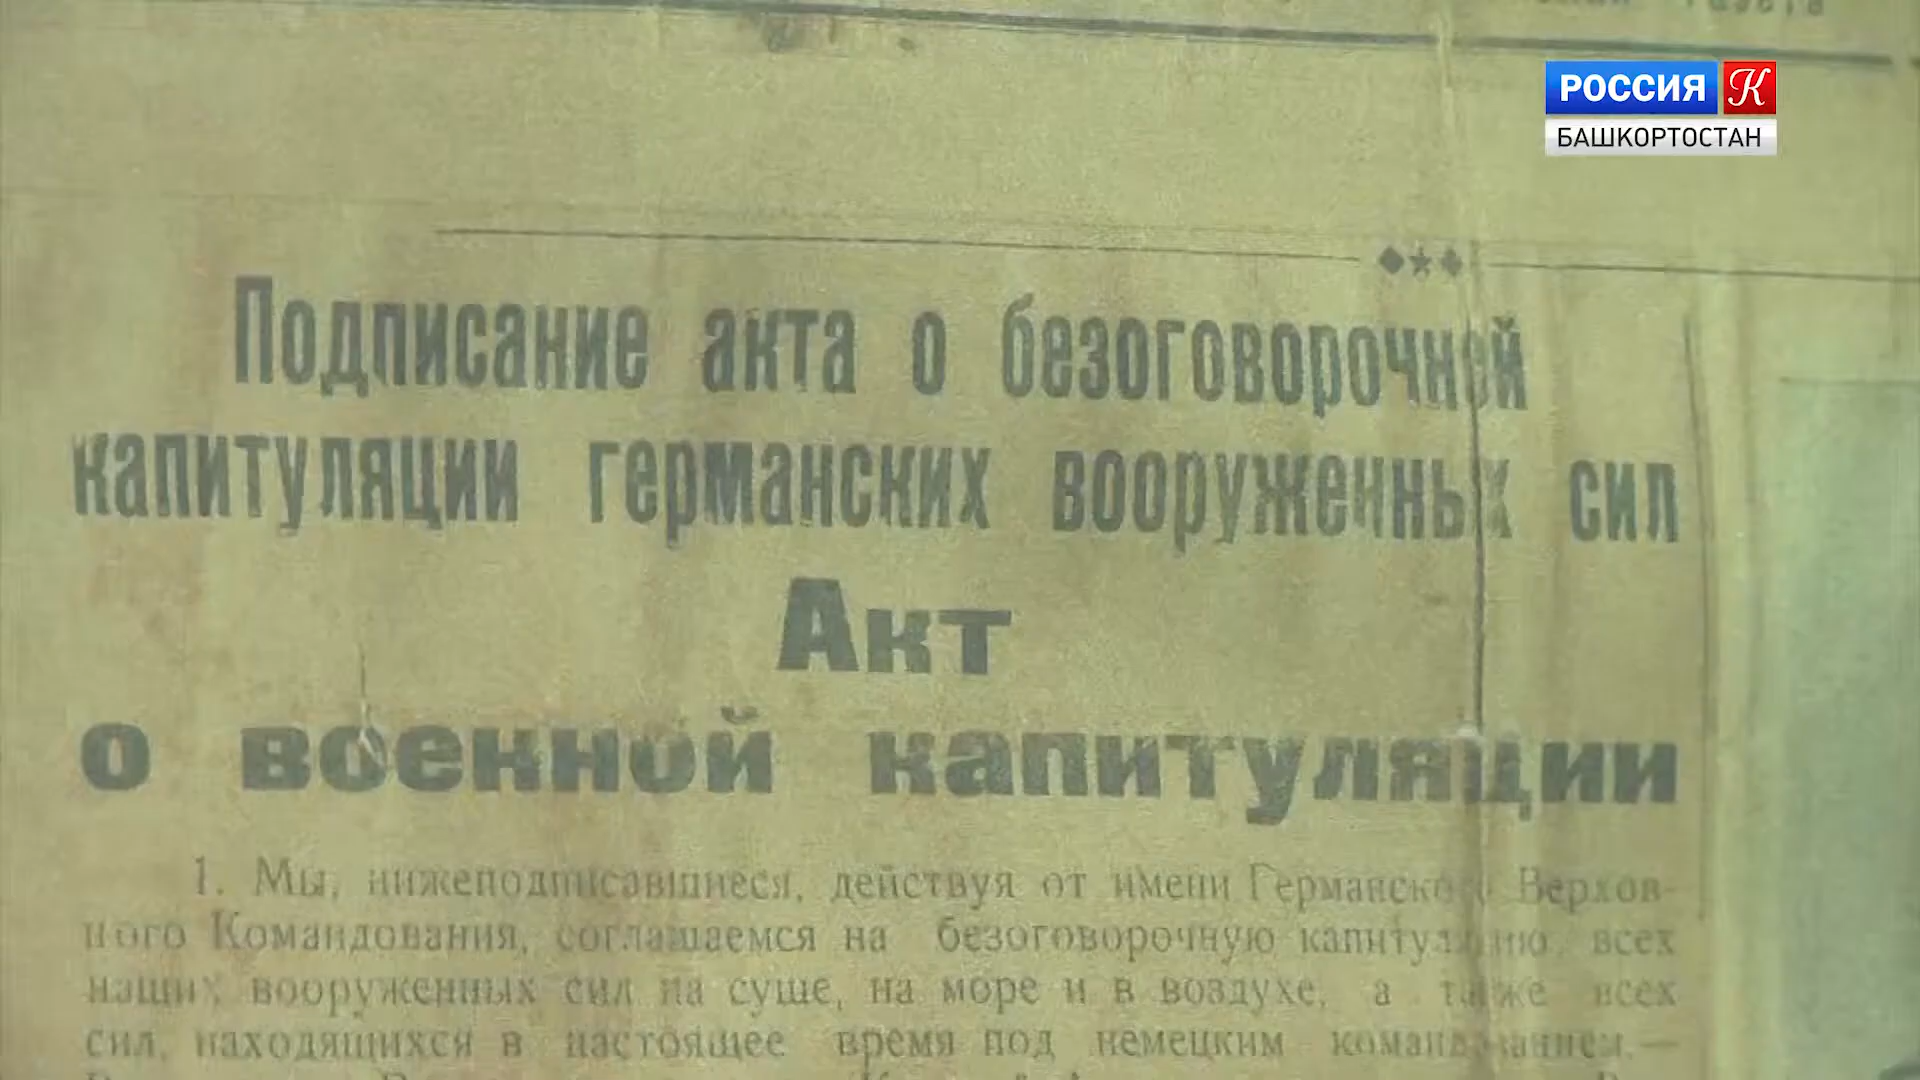 газета
РОССИЯ К
БАШКОРТОСТАН
Подписание акта о безоговорочной
капитуляции германских вооруженных сил
Акт
о военной капитуляции
1. Мы, нижеподписавшиеся, действуя от имени Германского Верхов-
ного Командования, соглашаемся на безоговорочную капитуляцию всех
наших вооруженных сил на суше, на море и в воздухе, а также всех
сил, находящихся в настоящее время под немецким командованием,—